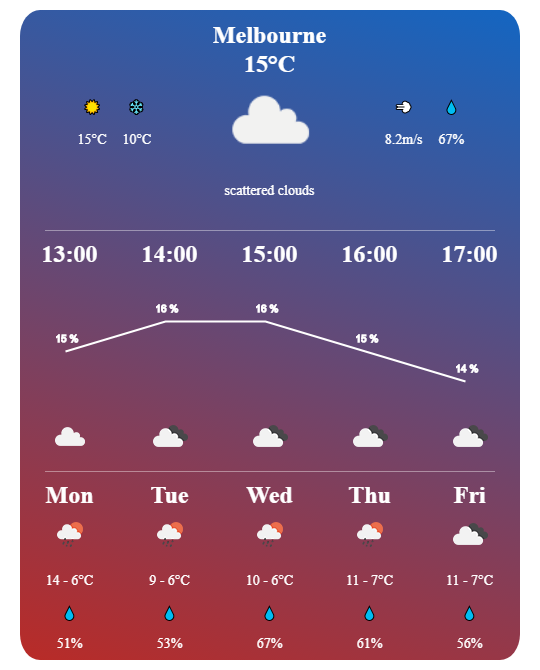 Melbourne
15°C
15°C 10°C 8.2m/s 67%
scattered clouds
13:00 14:00 15:00 16:00 17:00
15 % 16 % 16 % 15 % 14 %
Mon Tue Wed Thu Fri
14 - 6°C 9 - 6°C 10 - 6°C 11 - 7°C 11 - 7°C
51% 53% 67% 61% 56%